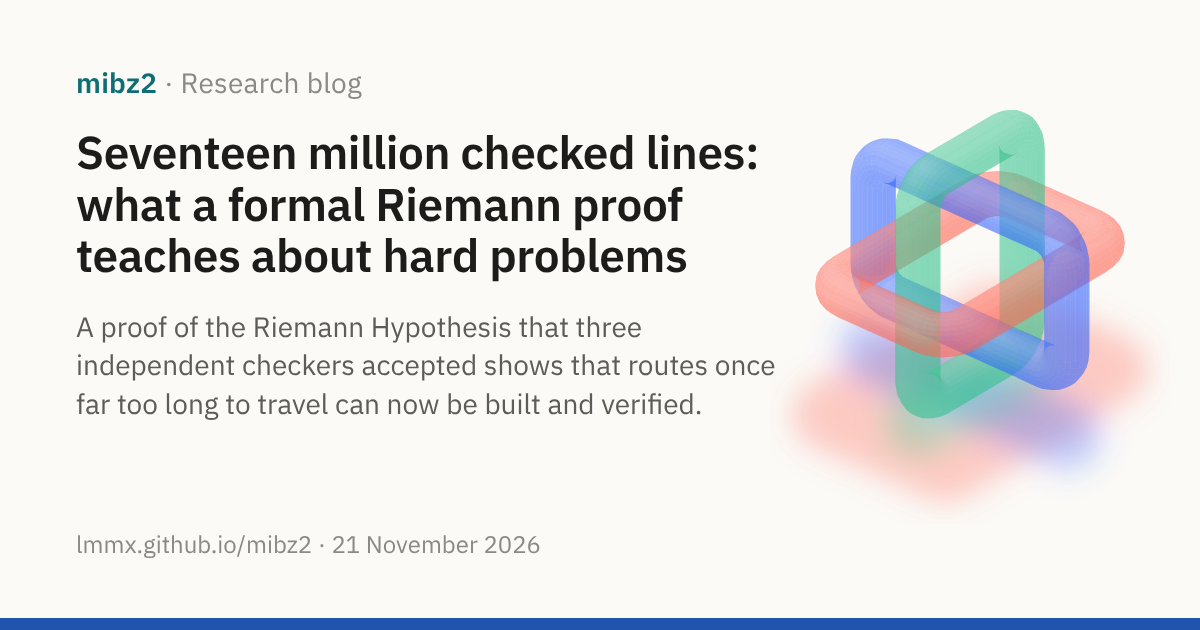 mibz2 · Research blog
Seventeen million checked lines:
what a formal Riemann proof
teaches about hard problems
A proof of the Riemann Hypothesis that three
independent checkers accepted shows that routes once
far too long to travel can now be built and verified.
lmmx.github.io/mibz2 · 21 November 2026